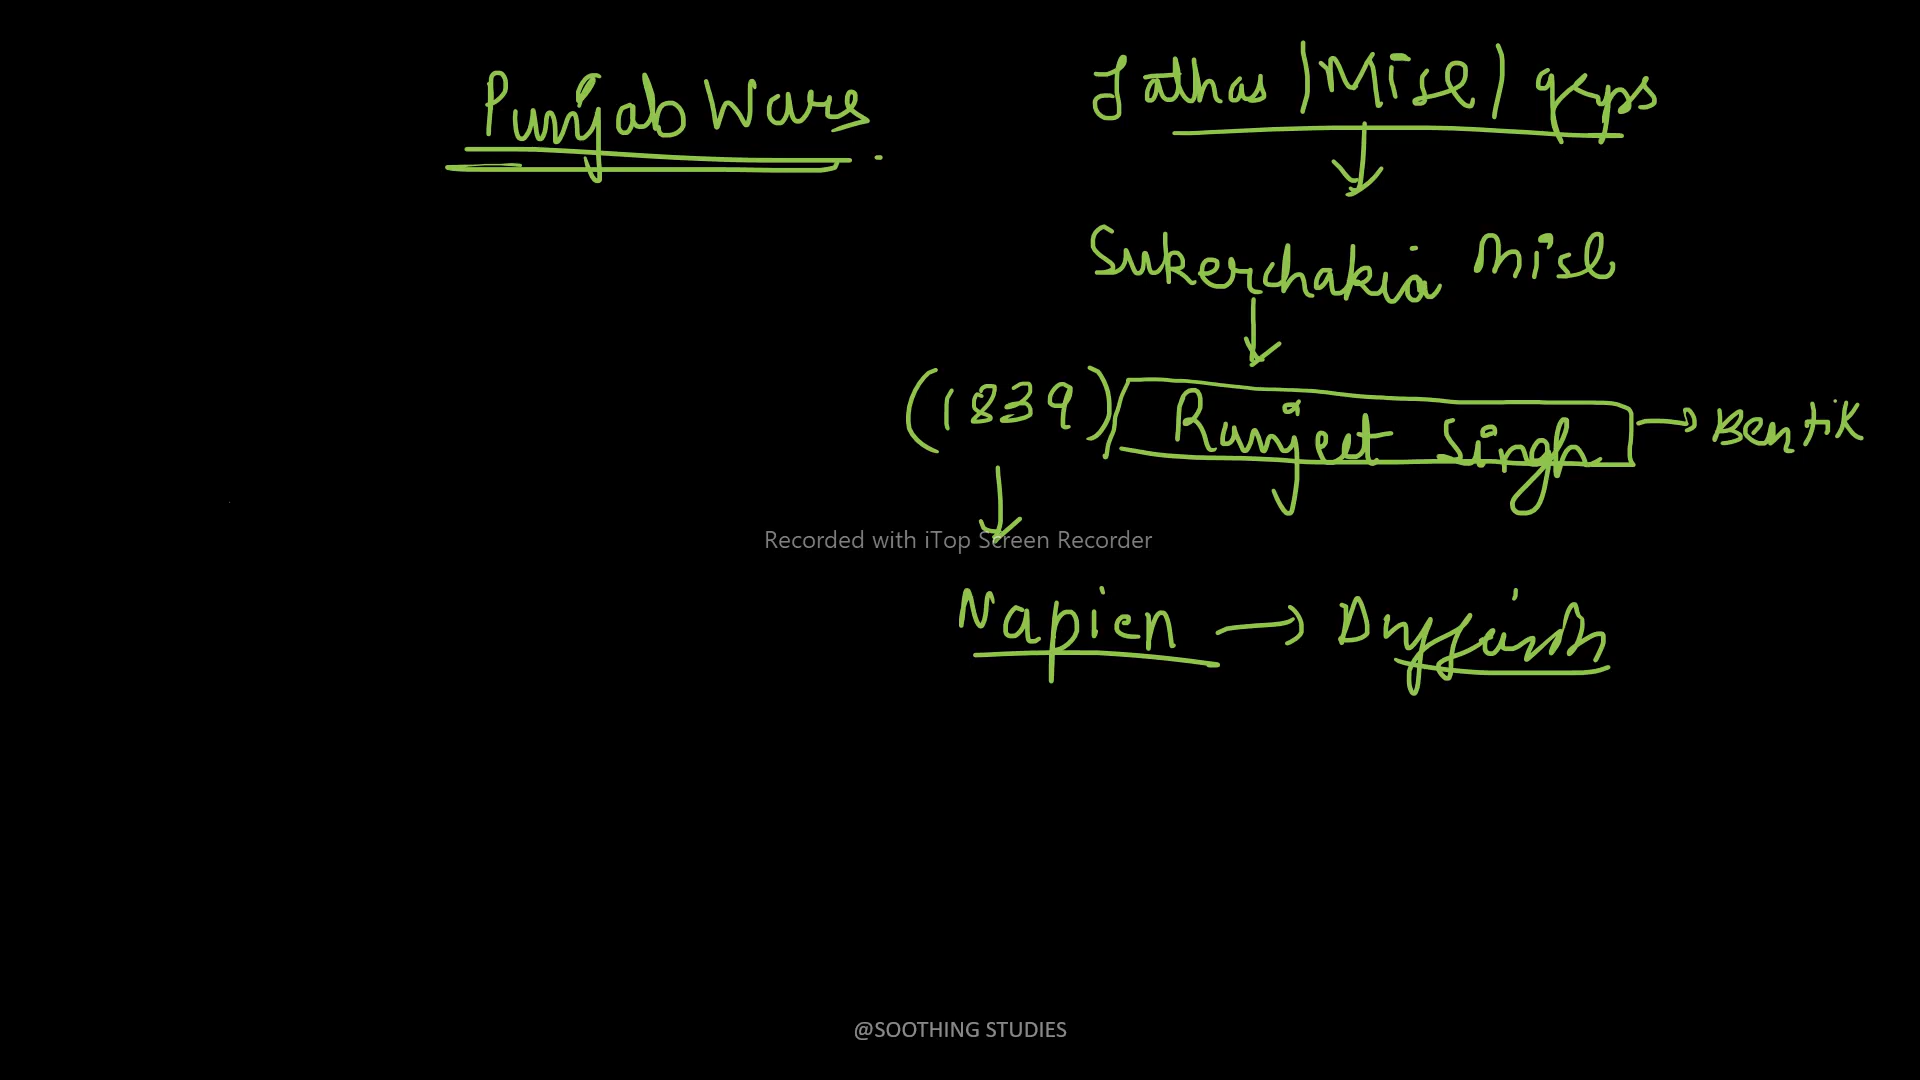 Punjab Wars
Jathas / Misl / grps
Sukerchakia Misl
(1839) Ranjeet Singh → Bentik
Recorded with iTop Screen Recorder
Napien →
@SOOTHING STUDIES